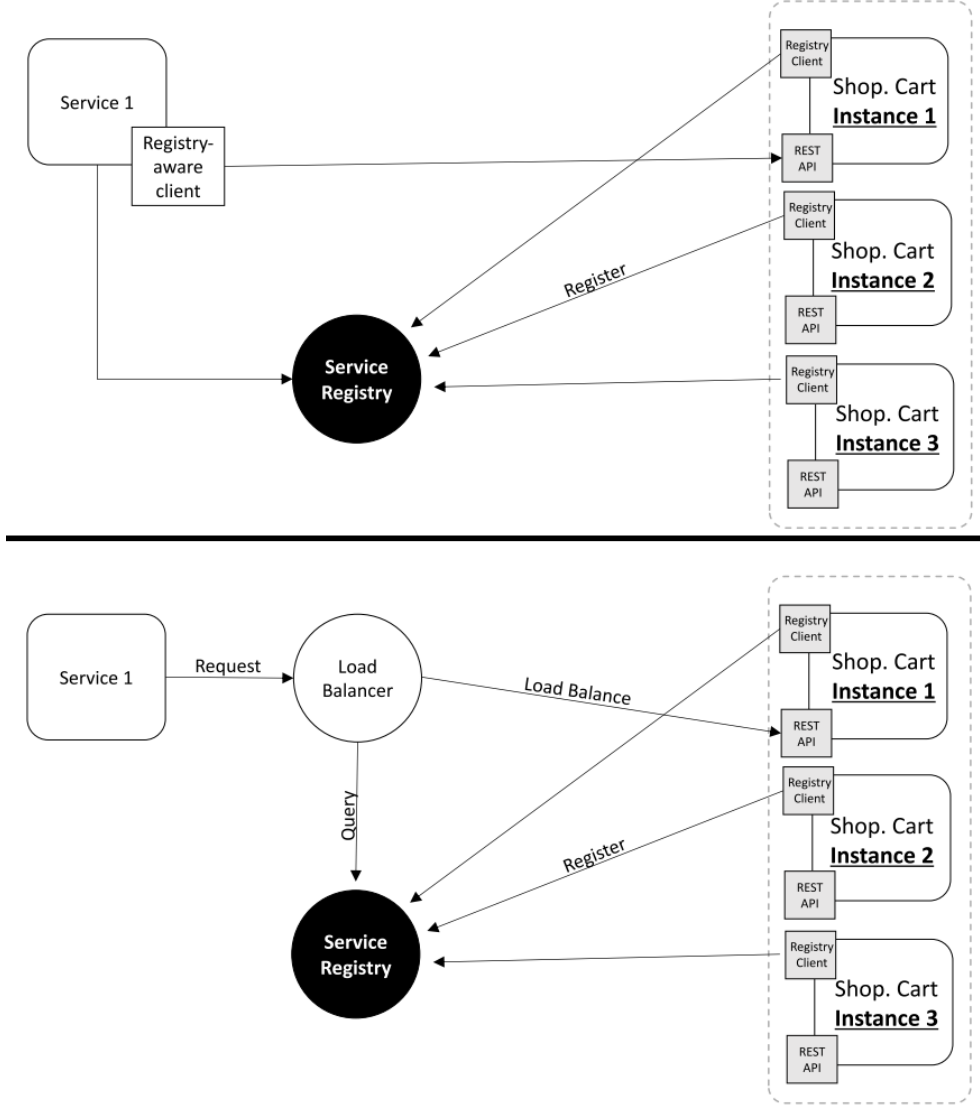 Service 1
Registry-
aware
client
Service
Registry
Register
Registry
Client
Shop. Cart
Instance 1
REST
API
Registry
Client
Shop. Cart
Instance 2
REST
API
Registry
Client
Shop. Cart
Instance 3
REST
API
Service 1
Request
Load
Balancer
Load Balance
Query
Service
Registry
Register
Registry
Client
Shop. Cart
Instance 1
REST
API
Registry
Client
Shop. Cart
Instance 2
REST
API
Registry
Client
Shop. Cart
Instance 3
REST
API